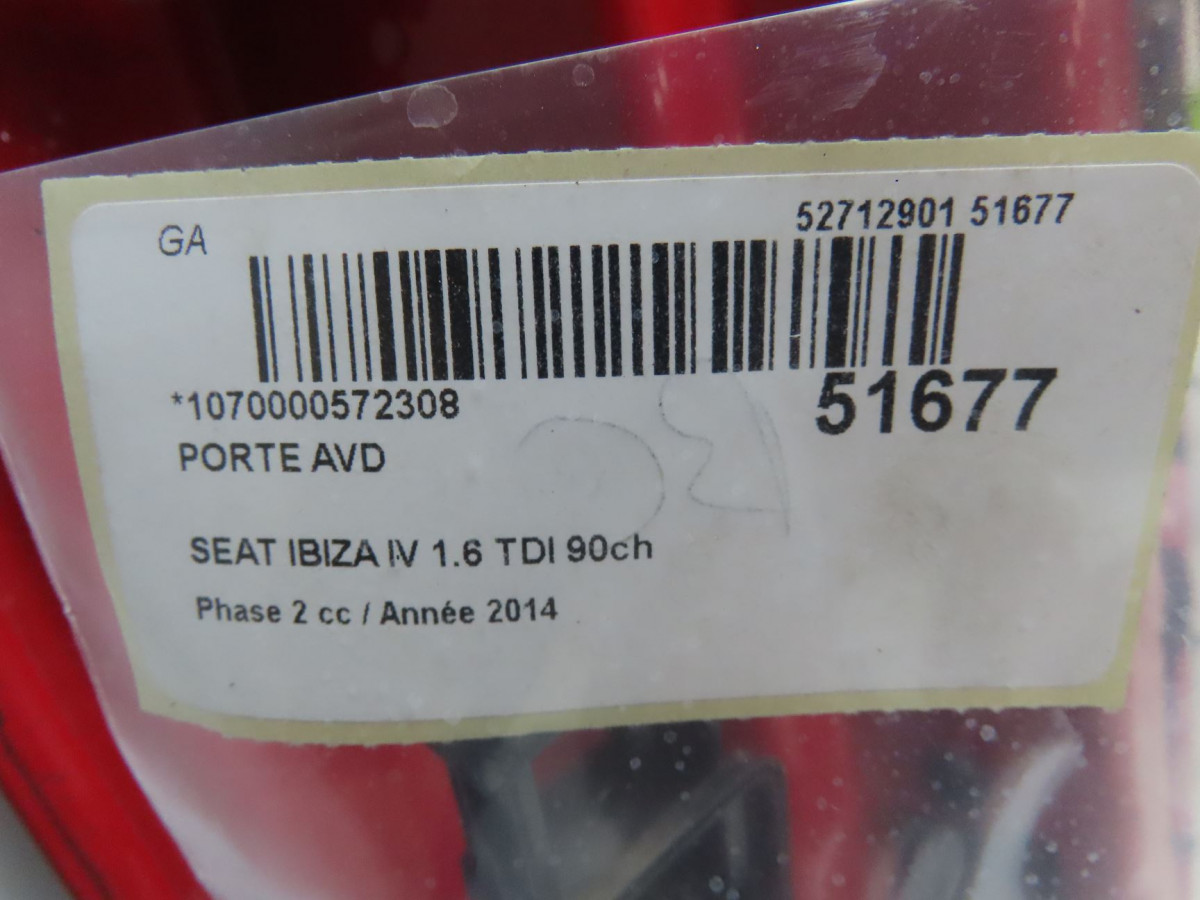 GA
52712901 51677
*1070000572308
51677
PORTE AVD
SEAT IBIZA IV 1.6 TDI 90ch
Phase 2 cc / Année 2014